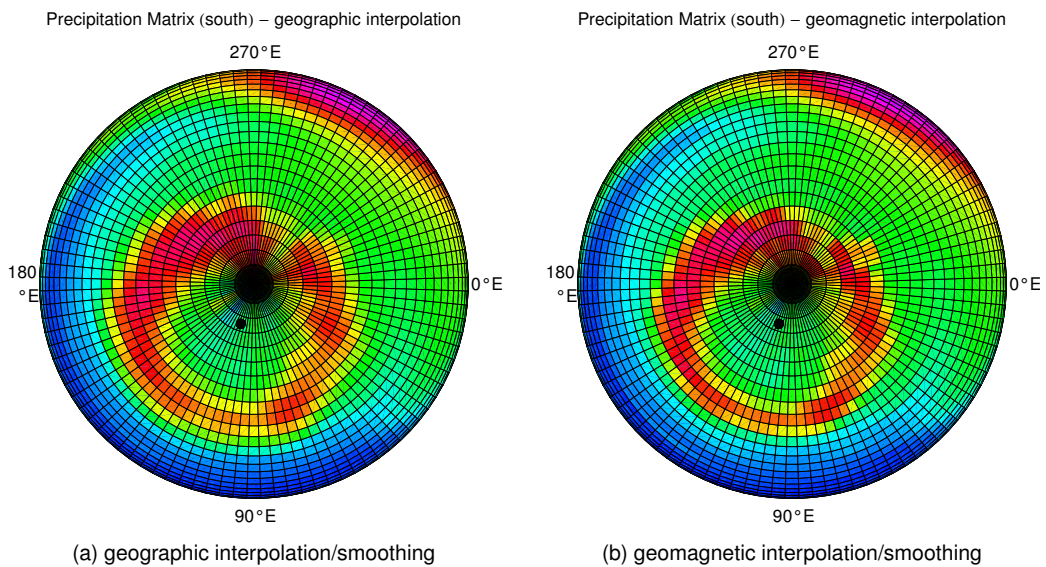 Precipitation Matrix (south) – geographic interpolation
270°E
180
°E
0°E
90°E
(a) geographic interpolation/smoothing
Precipitation Matrix (south) – geomagnetic interpolation
270°E
180
°E
0°E
90°E
(b) geomagnetic interpolation/smoothing